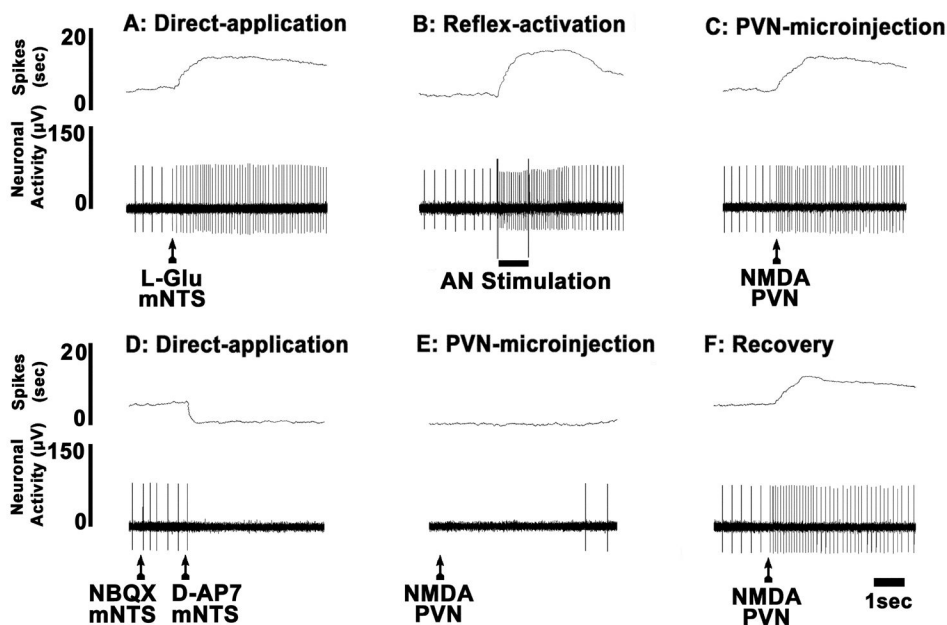 A: Direct-application
B: Reflex-activation
C: PVN-microinjection
Spikes
(sec)
20
0
Neuronal
Activity (µV)
150
0
L-Glu
mNTS
AN Stimulation
NMDA
PVN
D: Direct-application
E: PVN-microinjection
F: Recovery
Spikes
(sec)
20
0
Neuronal
Activity (µV)
150
0
NBQX
mNTS
D-AP7
mNTS
NMDA
PVN
NMDA
PVN
1sec